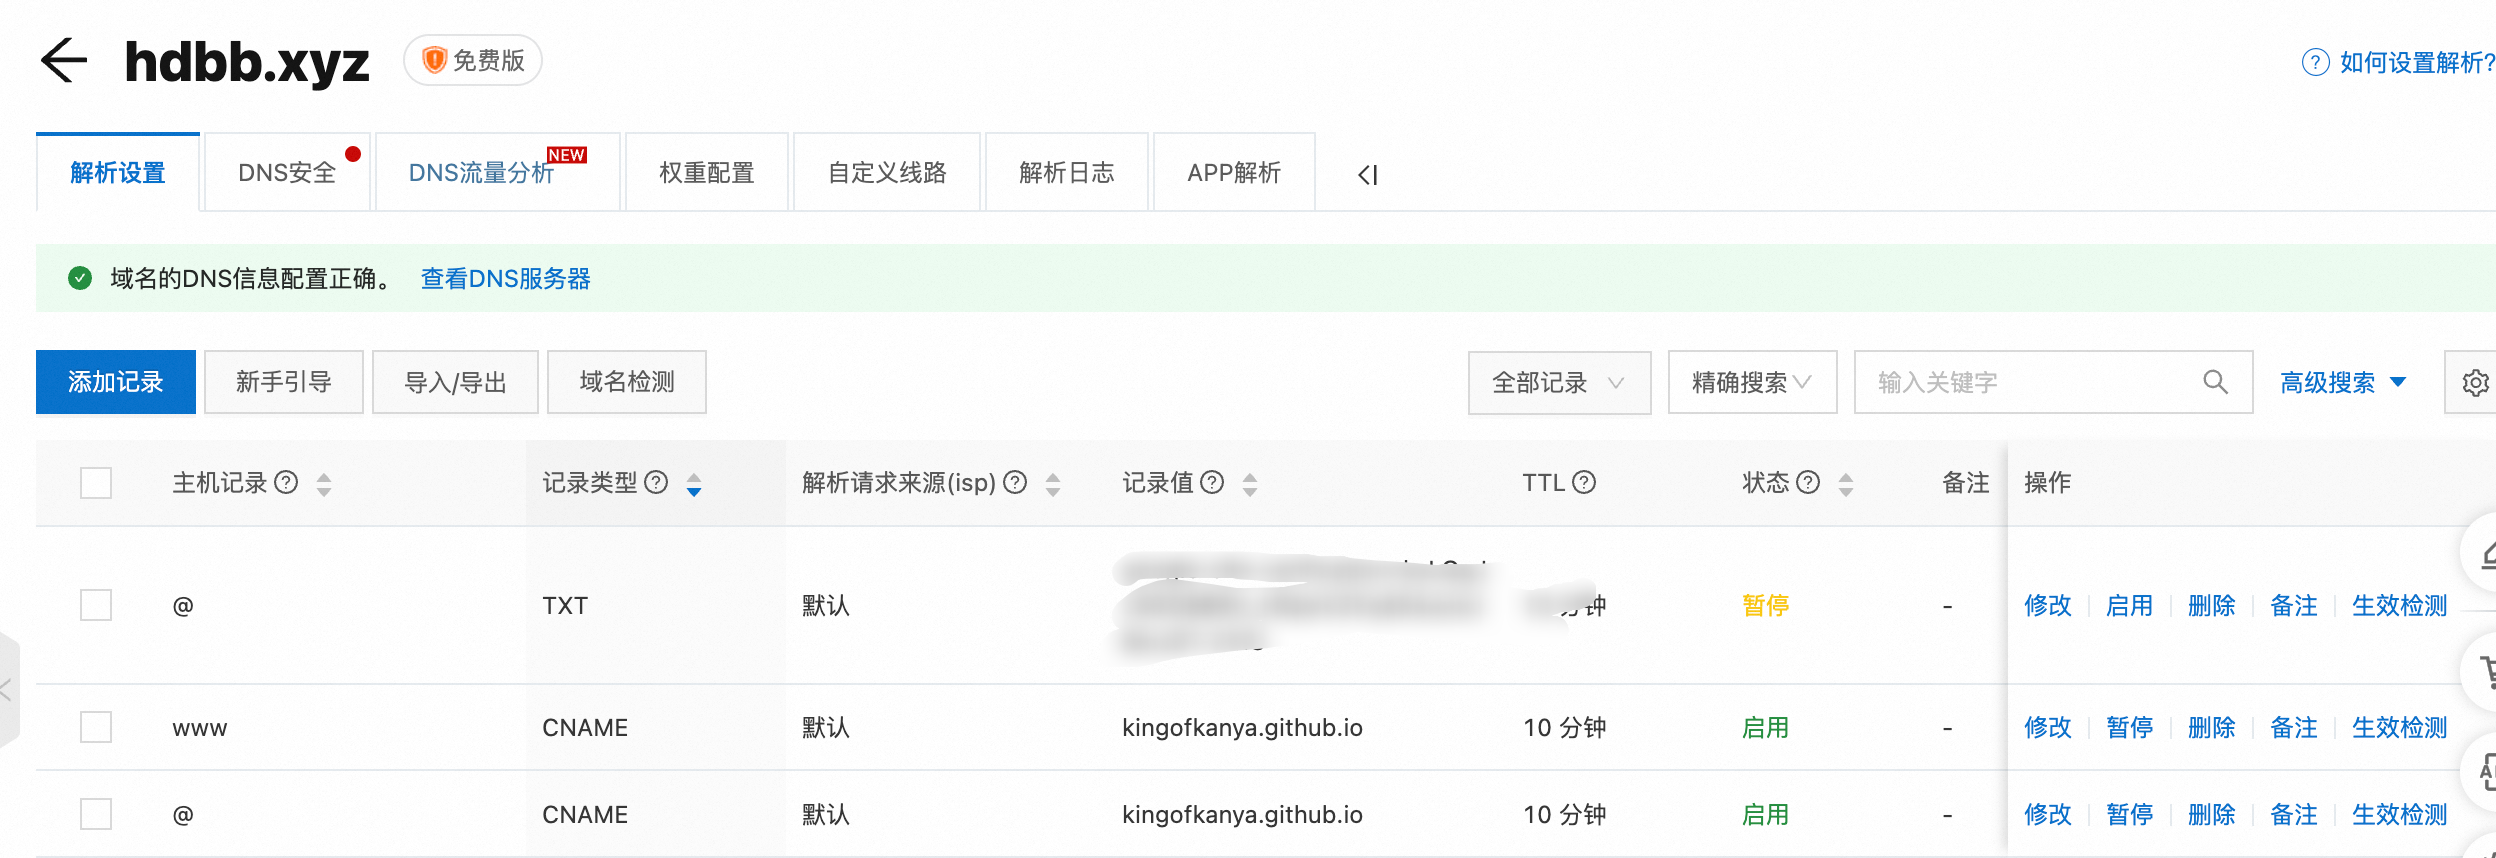 hdbb.xyz 免费版
如何设置解析?
解析设置 DNS安全 DNS流量分析 NEW 权重配置 自定义线路 解析日志 APP解析
域名的DNS信息配置正确。 查看DNS服务器
添加记录 新手引导 导入/导出 域名检测 全部记录 精确搜索 输入关键字 高级搜索
主机记录 记录类型 解析请求来源(isp) 记录值 TTL 状态 备注 操作
@ TXT 默认 分钟 暂停 - 修改 启用 删除 备注 生效检测
www CNAME 默认 kingofkanya.github.io 10 分钟 启用 - 修改 暂停 删除 备注 生效检测
@ CNAME 默认 kingofkanya.github.io 10 分钟 启用 - 修改 暂停 删除 备注 生效检测